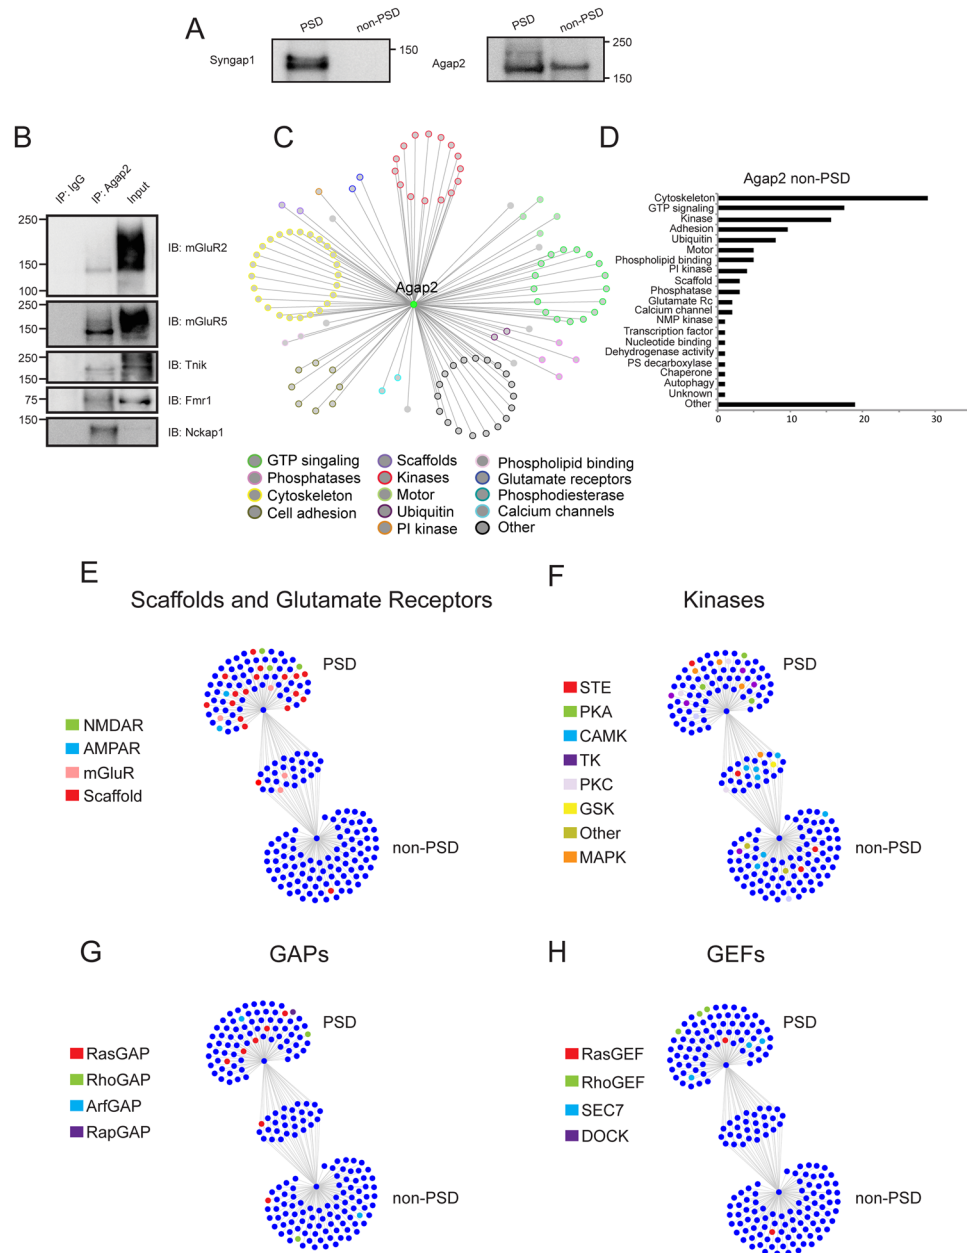 A
PSD
non-PSD
Syngap1
150
PSD
non-PSD
Agap2
250
150
B
IP: IgG
IP: Agap2
Input
250
150
100
IB: mGluR2
250
150
IB: mGluR5
250
150
IB: Tnik
75
IB: Fmr1
150
IB: Nckap1
C
Agap2
GTP singaling
Phosphatases
Cytoskeleton
Cell adhesion
Scaffolds
Kinases
Motor
Ubiquitin
PI kinase
Phospholipid binding
Glutamate receptors
Phosphodiesterase
Calcium channels
Other
D
Agap2 non-PSD
Cytoskeleton
GTP signaling
Kinase
Adhesion
Ubiquitin
Motor
Phospholipid binding
PI kinase
Scaffold
Phosphatase
Glutamate Rc
Calcium channel
NMP kinase
Transcription factor
Nucleotide binding
Dehydrogenase activity
PS decarboxylase
Chaperone
Autophagy
Unknown
Other
0 10 20 30
E
Scaffolds and Glutamate Receptors
PSD
NMDAR
AMPAR
mGluR
Scaffold
non-PSD
F
Kinases
PSD
STE
PKA
CAMK
TK
PKC
GSK
Other
MAPK
non-PSD
G
GAPs
PSD
RasGAP
RhoGAP
ArfGAP
RapGAP
non-PSD
H
GEFs
PSD
RasGEF
RhoGEF
SEC7
DOCK
non-PSD